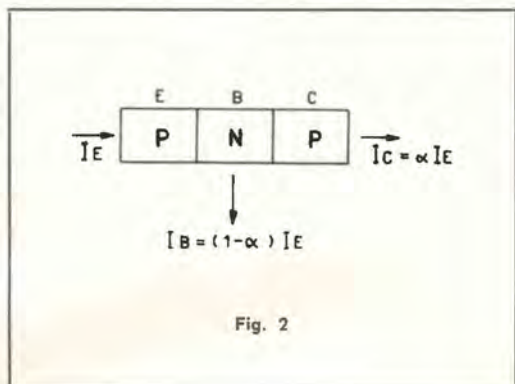 E B C
P N P
IE
IC = α IE
IB = (1-α) IE
Fig. 2